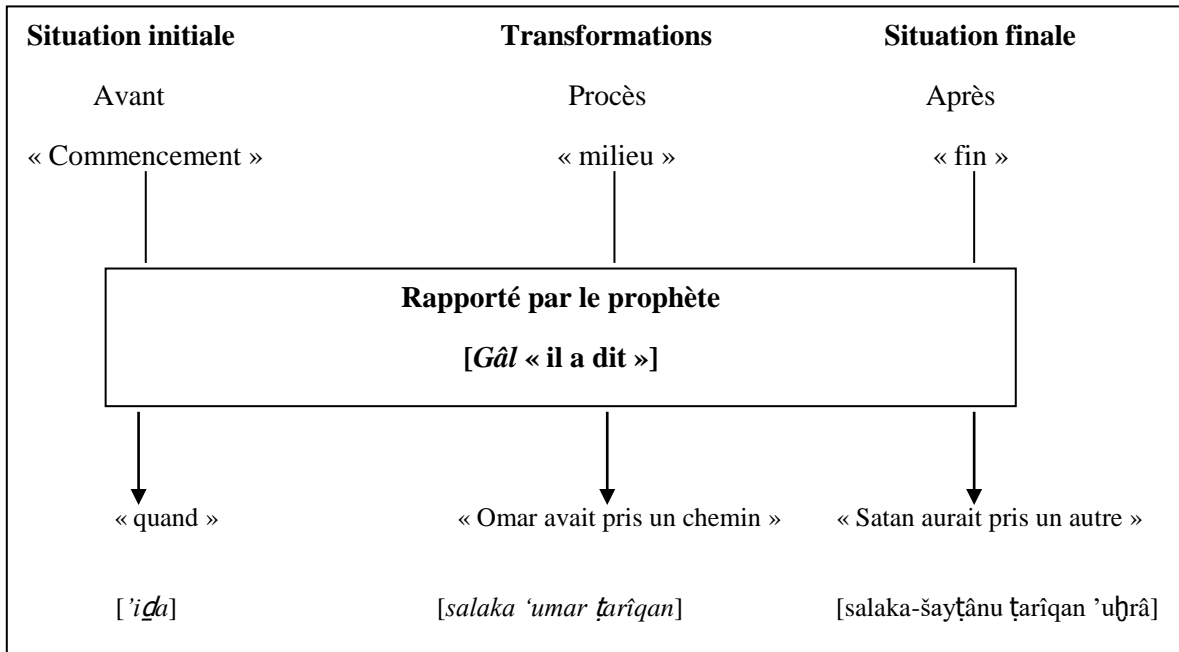 Situation initiale Transformations Situation finale
Avant Procès Après
« Commencement » « milieu » « fin »
Rapporté par le prophète
[Gâl « il a dit »]
« quand » « Omar avait pris un chemin » « Satan aurait pris un autre »
[’iḏa] [salaka ‘umar ṭarîqan] [salaka-šayṭânu ṭarîqan ’uḫrâ]